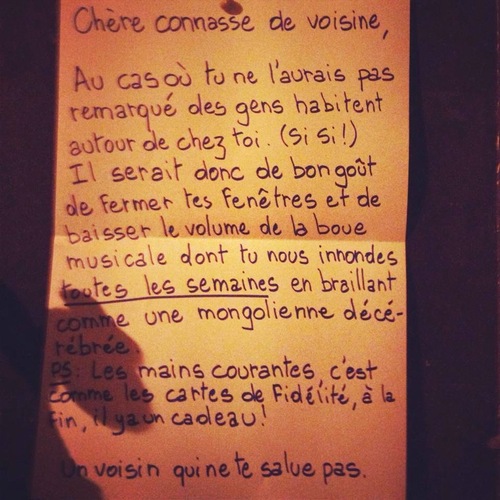 Chère connasse de voisine,
Au cas où tu ne l'aurais pas
remarqué des gens habitent
autour de chez toi. (Si Si!)
Il serait donc de bon goût
de fermer tes fenêtres et de
baisser le volume de la boue
musicale dont tu nous innondes
toutes les semaines en braillant
comme une mongolienne décé-
rébrée.
PS: Les mains courantes, c'est
comme les cartes de fidélité, à la
fin, il ya un cadeau!
Un voisin qui ne te salue pas.